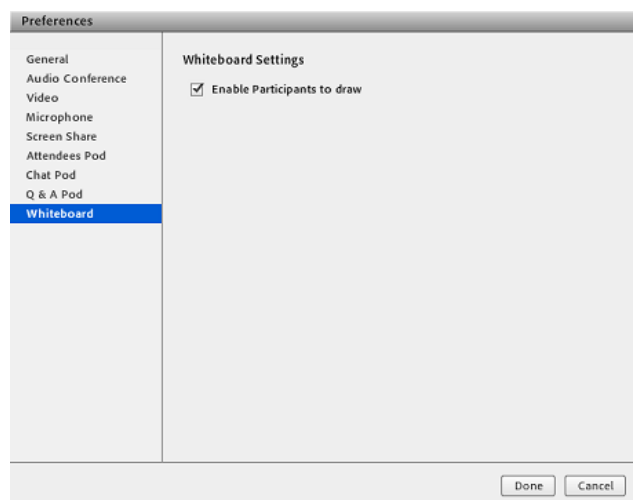 Preferences
General
Audio Conference
Video
Microphone
Screen Share
Attendees Pod
Chat Pod
Q & A Pod
Whiteboard
Whiteboard Settings
Enable Participants to draw
Done
Cancel